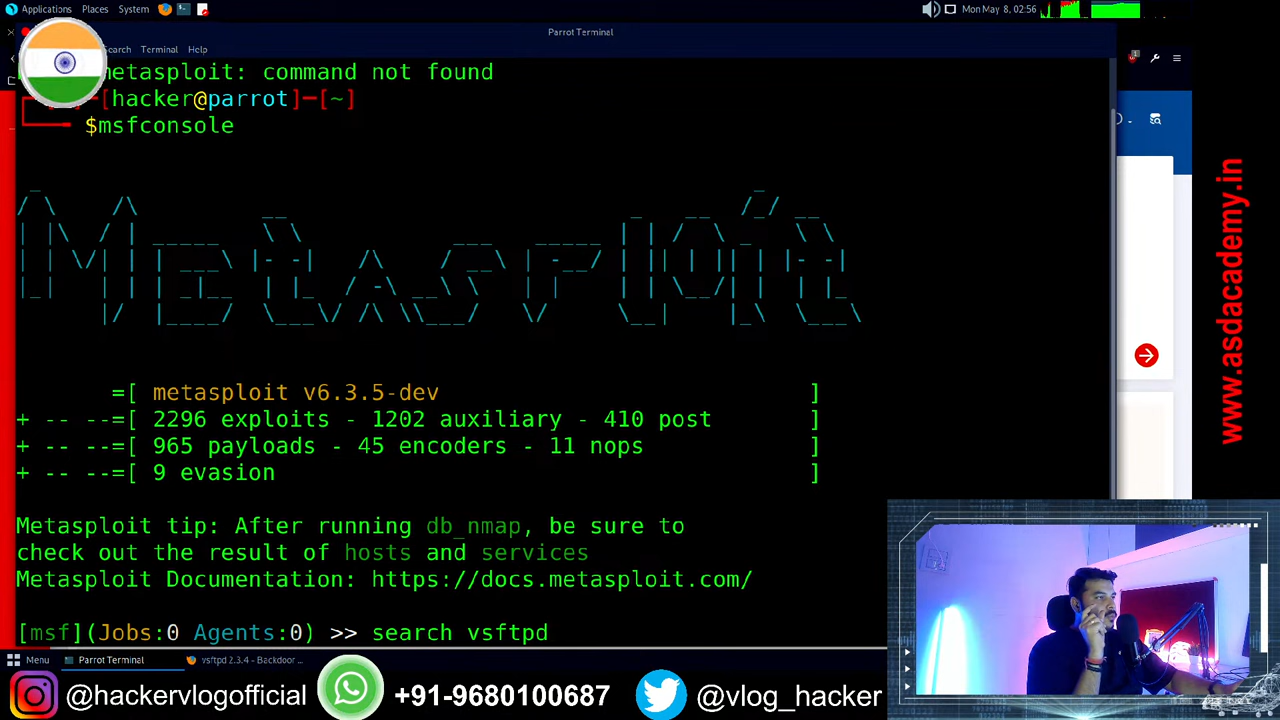 Applications Places System
Mon May 8, 02:56
Parrot Terminal
Search Terminal Help
metasploit: command not found
[hacker@parrot]─[~]
$msfconsole
=[ metasploit v6.3.5-dev ]
+ -- --=[ 2296 exploits - 1202 auxiliary - 410 post ]
+ -- --=[ 965 payloads - 45 encoders - 11 nops ]
+ -- --=[ 9 evasion ]
Metasploit tip: After running db_nmap, be sure to
check out the result of hosts and services
Metasploit Documentation: https://docs.metasploit.com/
[msf](Jobs:0 Agents:0) >> search vsftpd
Menu Parrot Terminal vsftpd 2.3.4 - Backdoor ...
@hackervlogofficial +91-9680100687 @vlog_hacker
www.asdacademy.in